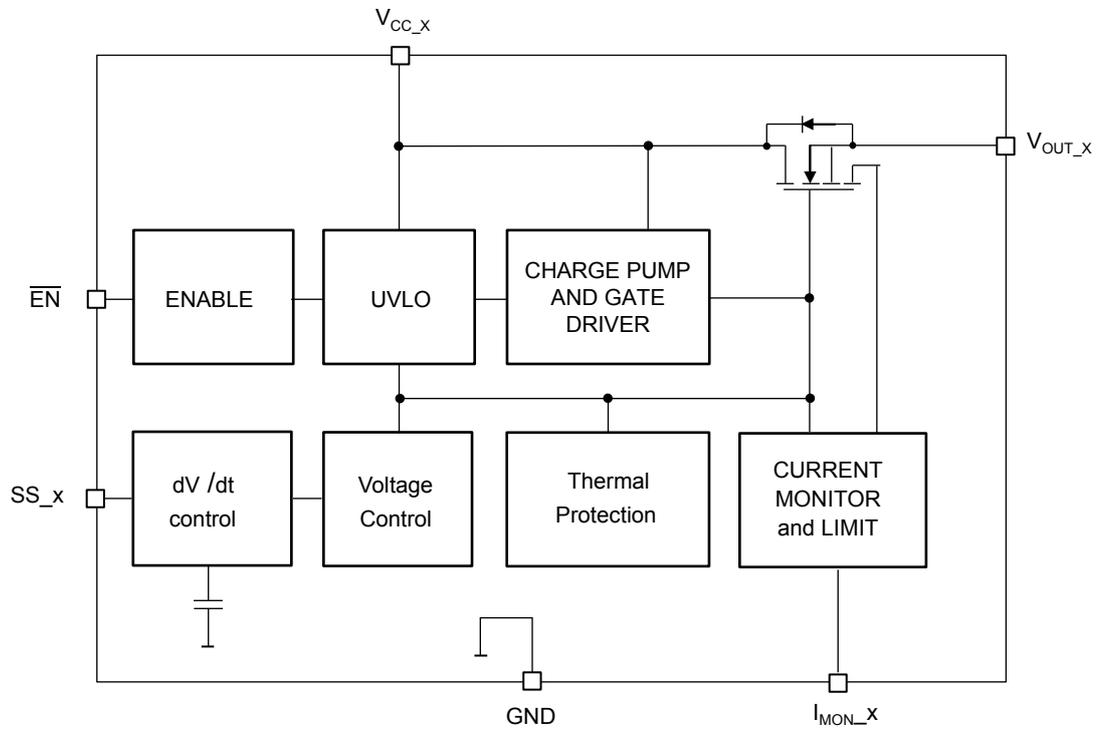 VCC_X
VOUT_X
EN
ENABLE
UVLO
CHARGE PUMP
AND GATE
DRIVER
SS_x
dV /dt
control
Voltage
Control
Thermal
Protection
CURRENT
MONITOR
and LIMIT
GND
IMON_x